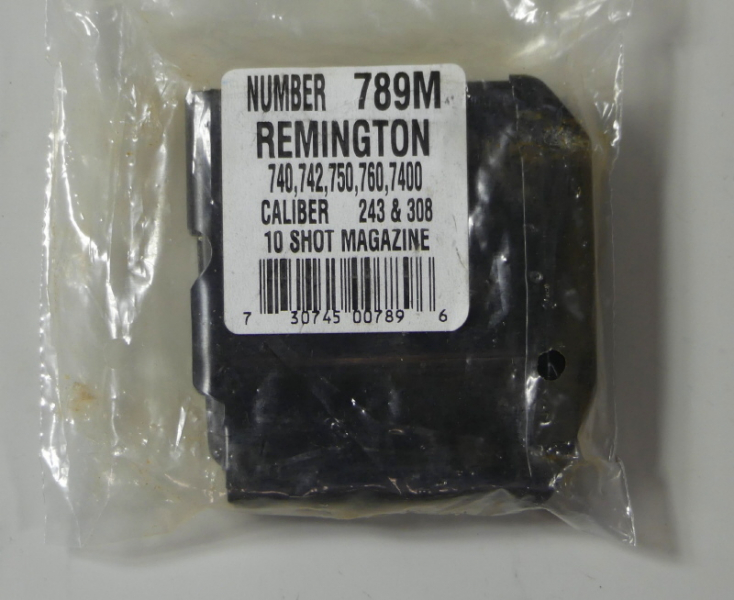 NUMBER 789M
REMINGTON
740,742,750,760,7400
CALIBER 243 & 308
10 SHOT MAGAZINE
7 30745 00789 6